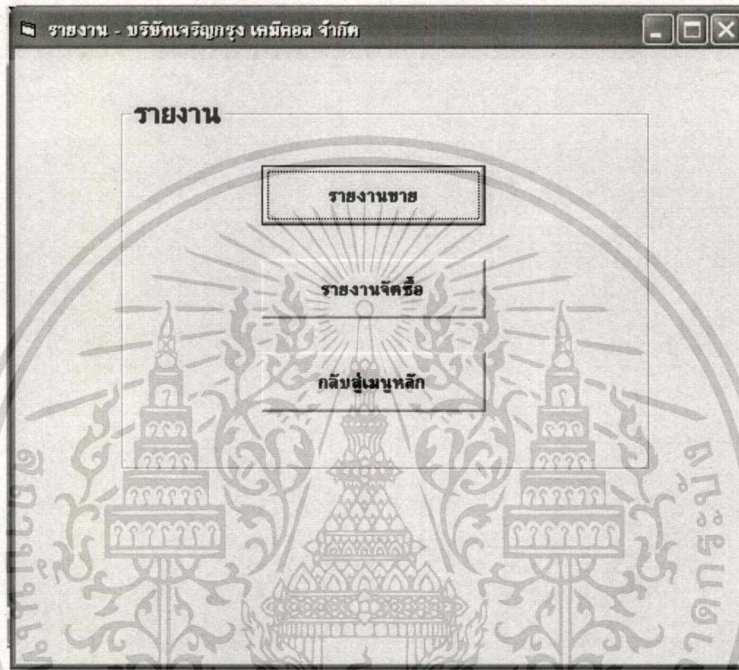 รายงาน - บริษัทเจริญกรุง เคมีคอล จำกัด
รายงาน
รายงานขาย
รายงานจัดซื้อ
กลับสู่เมนูหลัก